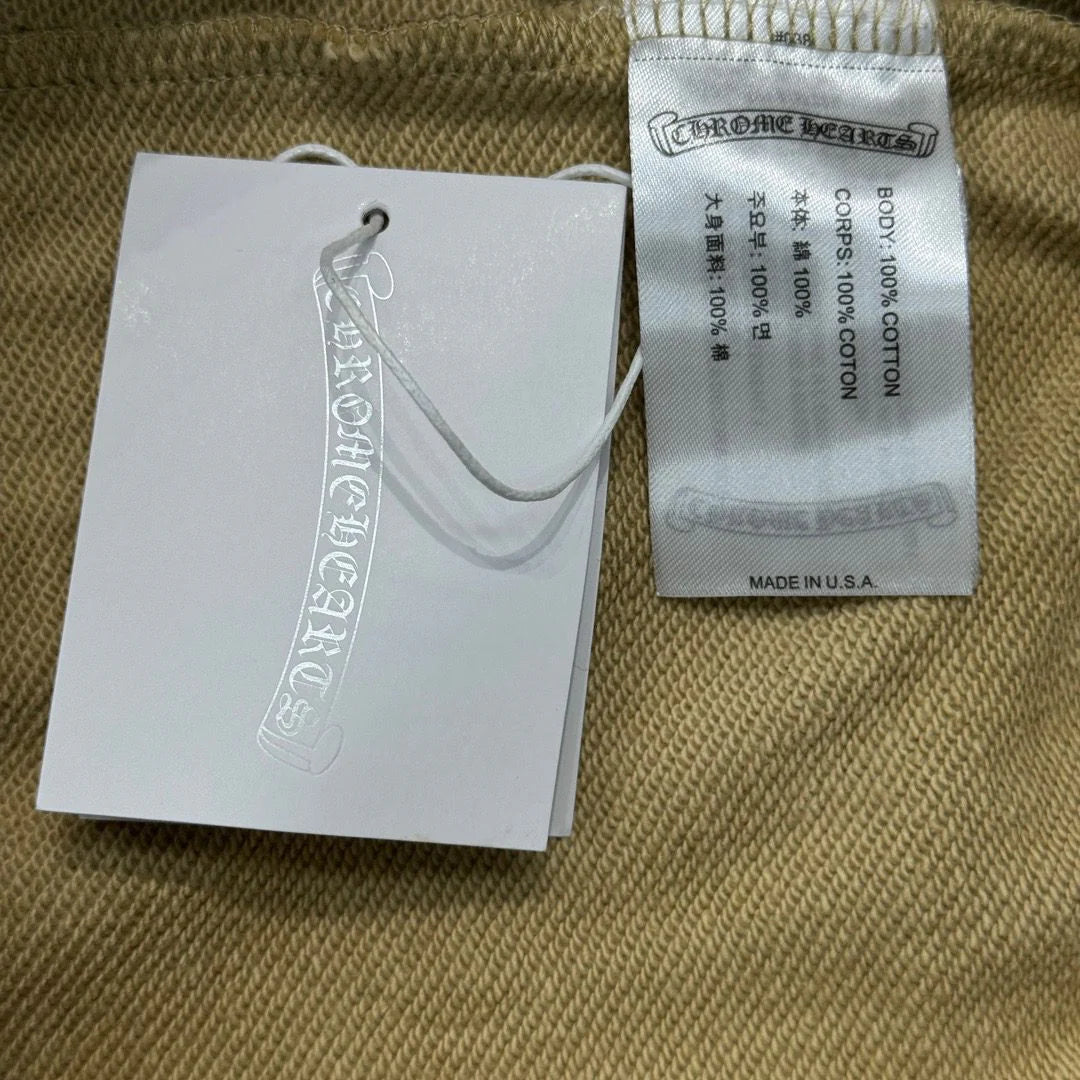 CHROME HEARTS
#038
CHROME HEARTS
BODY: 100% COTTON
CORPS: 100% COTON
本体: 綿 100%
주요부: 100% 면
大身面料: 100% 棉
MADE IN U.S.A.